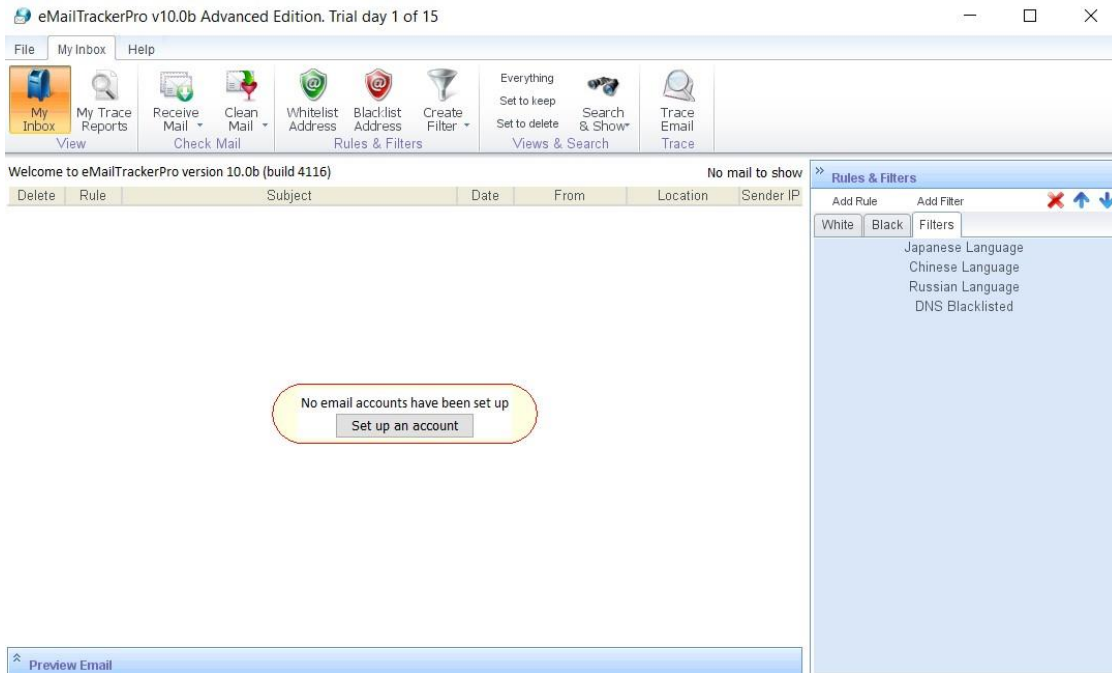 eMailTrackerPro v10.0b Advanced Edition. Trial day 1 of 15
File My Inbox Help
My Inbox
My Trace Reports
View
Receive Mail
Clean Mail
Check Mail
Whitelist Address
Blacklist Address
Create Filter
Rules & Filters
Everything
Set to keep
Set to delete
Search & Show
Views & Search
Trace Email
Trace
Welcome to eMailTrackerPro version 10.0b (build 4116) No mail to show
Delete Rule Subject Date From Location Sender IP
No email accounts have been set up
Set up an account
Preview Email
Rules & Filters
Add Rule Add Filter
White Black Filters
Japanese Language
Chinese Language
Russian Language
DNS Blacklisted